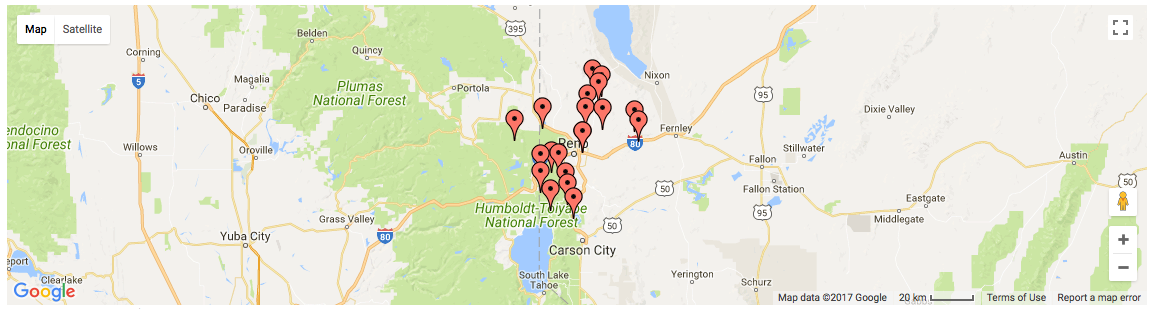 Map Satellite
395
Belden
Corning
Quincy
5
Magalia
Plumas
National Forest
Portola
Nixon
Chico
Paradise
95
Dixie Valley
endocino
onal Forest
Willows
Oroville
Reno
80
Fernley
Stillwater
Fallon
Austin
50
Fallon Station
50
Eastgate
Middlegate
95
Grass Valley
Humboldt-Toiyabe
National Forest
50
Yuba City
80
Carson City
eport
Clearlake
South Lake
Tahoe
Yerington
Schurz
Google
Map data ©2017 Google 20 km Terms of Use Report a map error